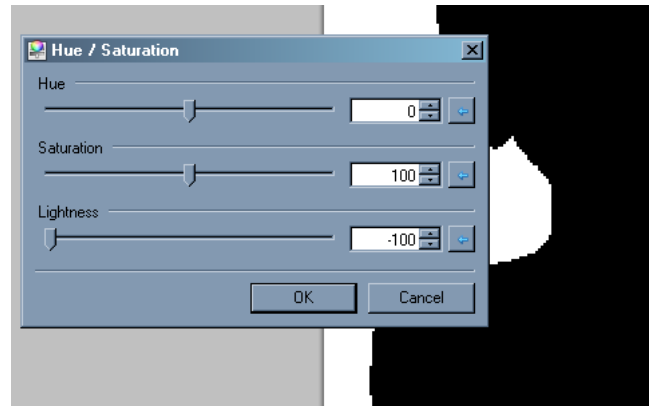 Hue / Saturation
Hue
0
Saturation
100
Lightness
-100
OK Cancel